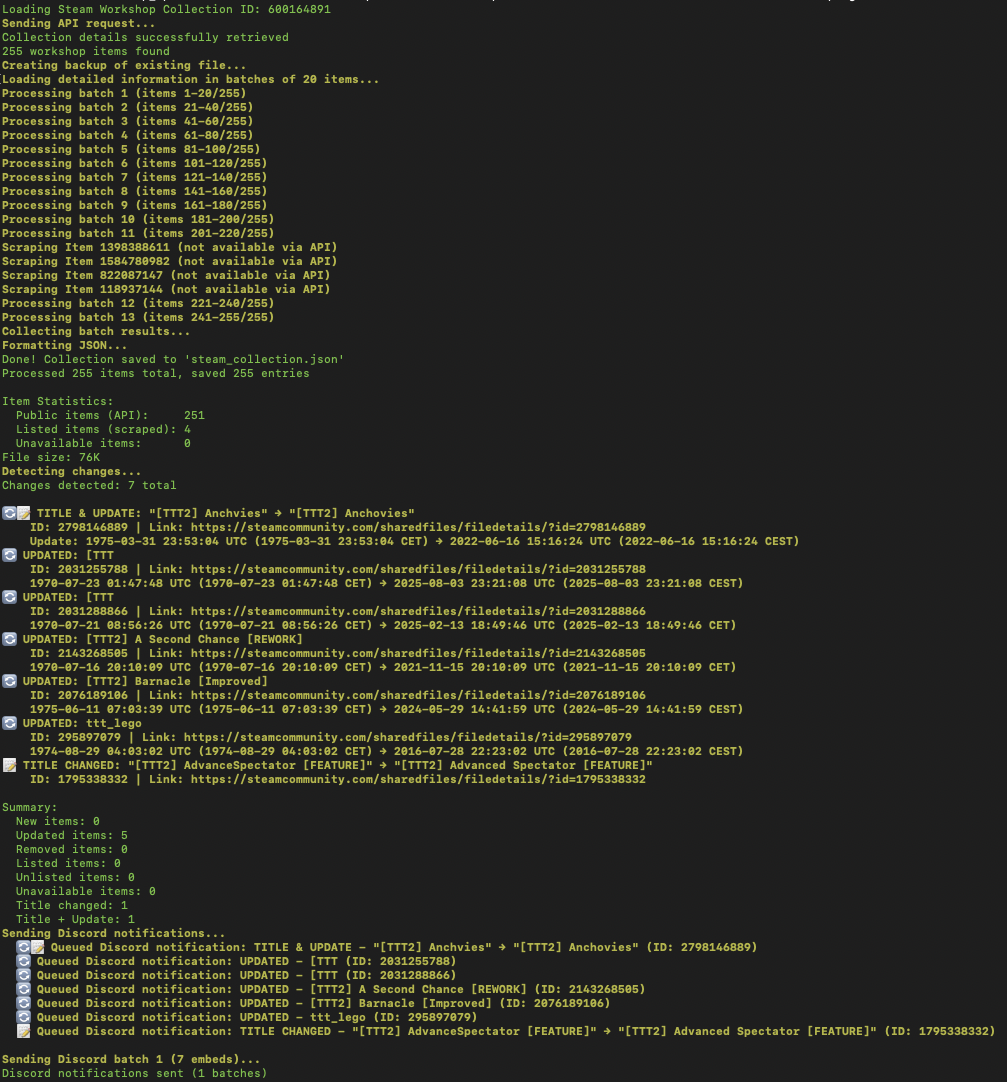 Loading Steam Workshop Collection ID: 600164891
Sending API request...
Collection details successfully retrieved
255 workshop items found
Creating backup of existing file...
Loading detailed information in batches of 20 items...
Processing batch 1 (items 1-20/255)
Processing batch 2 (items 21-40/255)
Processing batch 3 (items 41-60/255)
Processing batch 4 (items 61-80/255)
Processing batch 5 (items 81-100/255)
Processing batch 6 (items 101-120/255)
Processing batch 7 (items 121-140/255)
Processing batch 8 (items 141-160/255)
Processing batch 9 (items 161-180/255)
Processing batch 10 (items 181-200/255)
Processing batch 11 (items 201-220/255)
Scraping Item 1398388611 (not available via API)
Scraping Item 1584780982 (not available via API)
Scraping Item 822087147 (not available via API)
Scraping Item 118937144 (not available via API)
Processing batch 12 (items 221-240/255)
Processing batch 13 (items 241-255/255)
Collecting batch results...
Formatting JSON...
Done! Collection saved to 'steam_collection.json'
Processed 255 items total, saved 255 entries
Item Statistics:
Public items (API): 251
Listed items (scraped): 4
Unavailable items: 0
File size: 76K
Detecting changes...
Changes detected: 7 total
🔄📝 TITLE & UPDATE: "[TTT2] Anchvies" → "[TTT2] Anchovies"
ID: 2798146889 | Link: https://steamcommunity.com/sharedfiles/filedetails/?id=2798146889
Update: 1975-03-31 23:53:04 UTC (1975-03-31 23:53:04 CET) → 2022-06-16 15:16:24 UTC (2022-06-16 15:16:24 CEST)
🔄 UPDATED: [TTT
ID: 2031255788 | Link: https://steamcommunity.com/sharedfiles/filedetails/?id=2031255788
1970-07-23 01:47:48 UTC (1970-07-23 01:47:48 CET) → 2025-08-03 23:21:08 UTC (2025-08-03 23:21:08 CEST)
🔄 UPDATED: [TTT
ID: 2031288866 | Link: https://steamcommunity.com/sharedfiles/filedetails/?id=2031288866
1970-07-21 08:56:26 UTC (1970-07-21 08:56:26 CET) → 2025-02-13 18:49:46 UTC (2025-02-13 18:49:46 CET)
🔄 UPDATED: [TTT2] A Second Chance [REWORK]
ID: 2143268505 | Link: https://steamcommunity.com/sharedfiles/filedetails/?id=2143268505
1970-07-16 20:10:09 UTC (1970-07-16 20:10:09 CET) → 2021-11-15 20:10:09 UTC (2021-11-15 20:10:09 CET)
🔄 UPDATED: [TTT2] Barnacle [Improved]
ID: 2076189106 | Link: https://steamcommunity.com/sharedfiles/filedetails/?id=2076189106
1975-06-11 07:03:39 UTC (1975-06-11 07:03:39 CET) → 2024-05-29 14:41:59 UTC (2024-05-29 14:41:59 CEST)
🔄 UPDATED: ttt_lego
ID: 295897079 | Link: https://steamcommunity.com/sharedfiles/filedetails/?id=295897079
1974-08-29 04:03:02 UTC (1974-08-29 04:03:02 CET) → 2016-07-28 22:23:02 UTC (2016-07-28 22:23:02 CEST)
📝 TITLE CHANGED: "[TTT2] AdvanceSpectator [FEATURE]" → "[TTT2] Advanced Spectator [FEATURE]"
ID: 1795338332 | Link: https://steamcommunity.com/sharedfiles/filedetails/?id=1795338332
Summary:
New items: 0
Updated items: 5
Removed items: 0
Listed items: 0
Unlisted items: 0
Unavailable items: 0
Title changed: 1
Title + Update: 1
Sending Discord notifications...
🔄📝 Queued Discord notification: TITLE & UPDATE - "[TTT2] Anchvies" → "[TTT2] Anchovies" (ID: 2798146889)
🔄 Queued Discord notification: UPDATED - [TTT (ID: 2031255788)
🔄 Queued Discord notification: UPDATED - [TTT (ID: 2031288866)
🔄 Queued Discord notification: UPDATED - [TTT2] A Second Chance [REWORK] (ID: 2143268505)
🔄 Queued Discord notification: UPDATED - [TTT2] Barnacle [Improved] (ID: 2076189106)
🔄 Queued Discord notification: UPDATED - ttt_lego (ID: 295897079)
📝 Queued Discord notification: TITLE CHANGED - "[TTT2] AdvanceSpectator [FEATURE]" → "[TTT2] Advanced Spectator [FEATURE]" (ID: 1795338332)
Sending Discord batch 1 (7 embeds)...
Discord notifications sent (1 batches)